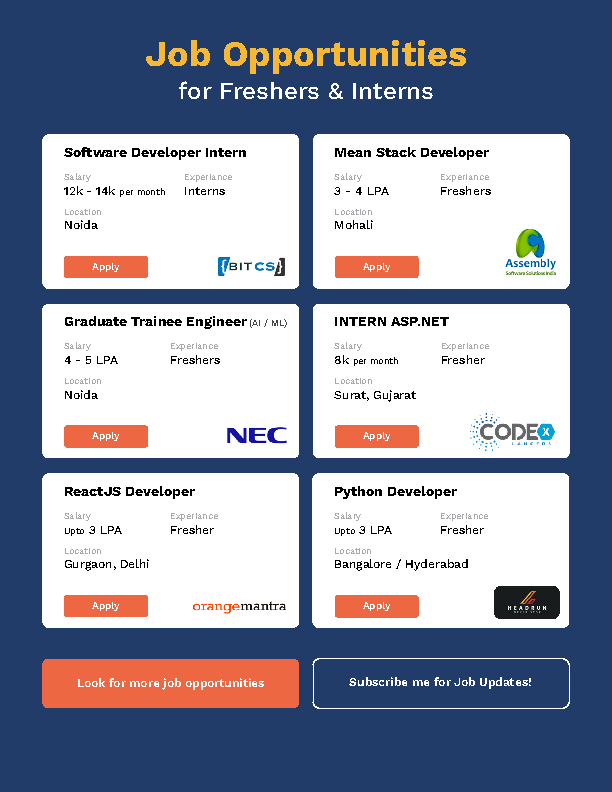 Job Opportunities
for Freshers & Interns
Software Developer Intern
Salary
Experiance
12k - 14k per month
Interns
Location
Noida
Apply
{BITCS}
Mean Stack Developer
Salary
Experiance
3 - 4 LPA
Freshers
Location
Mohali
Apply
Assembly
Software Solutions India
Graduate Trainee Engineer (AI / ML)
Salary
Experiance
4 - 5 LPA
Freshers
Location
Noida
Apply
NEC
INTERN ASP.NET
Salary
Experiance
8k per month
Fresher
Location
Surat, Gujarat
Apply
CODEX
ReactJS Developer
Salary
Experiance
Upto 3 LPA
Fresher
Location
Gurgaon, Delhi
Apply
orangemantra
Python Developer
Salary
Experiance
Upto 3 LPA
Fresher
Location
Bangalore / Hyderabad
Apply
HEADRUN
Look for more job opportunities
Subscribe me for Job Updates!